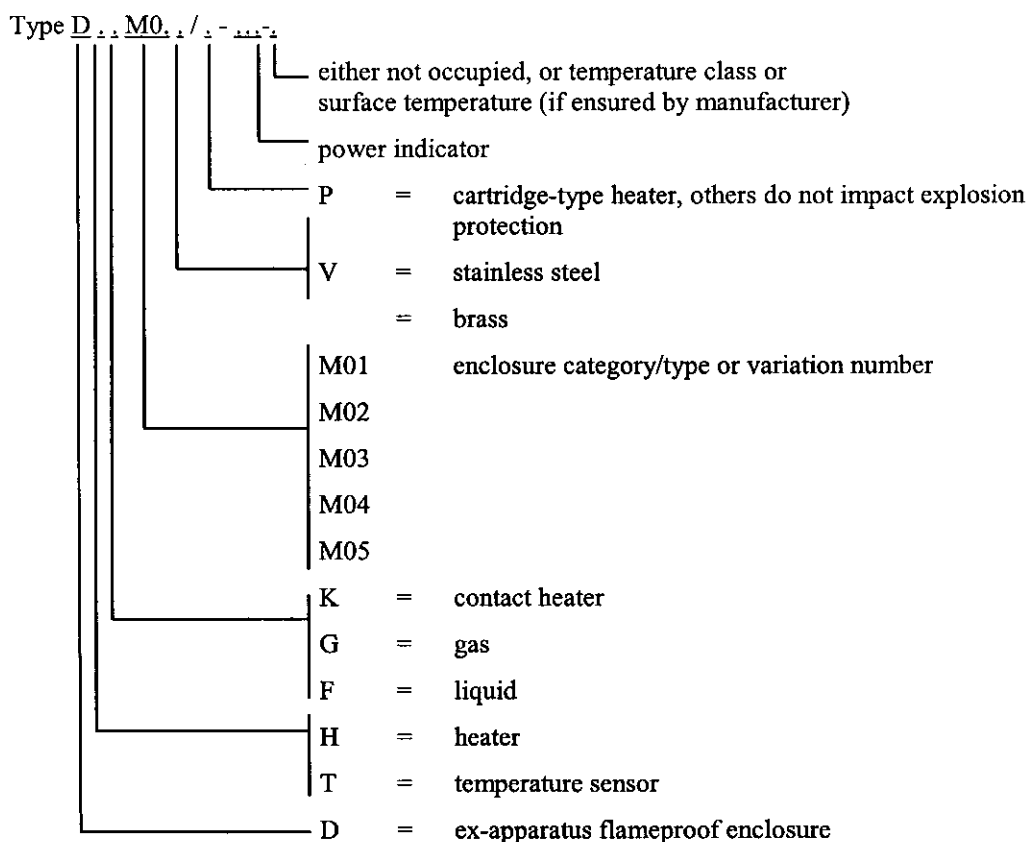 Type D . . M0 . . / . - ... - .
either not occupied, or temperature class or
surface temperature (if ensured by manufacturer)
power indicator
P = cartridge-type heater, others do not impact explosion
protection
V = stainless steel
= brass
M01 enclosure category/type or variation number
M02
M03
M04
M05
K = contact heater
G = gas
F = liquid
H = heater
T = temperature sensor
D = ex-apparatus flameproof enclosure